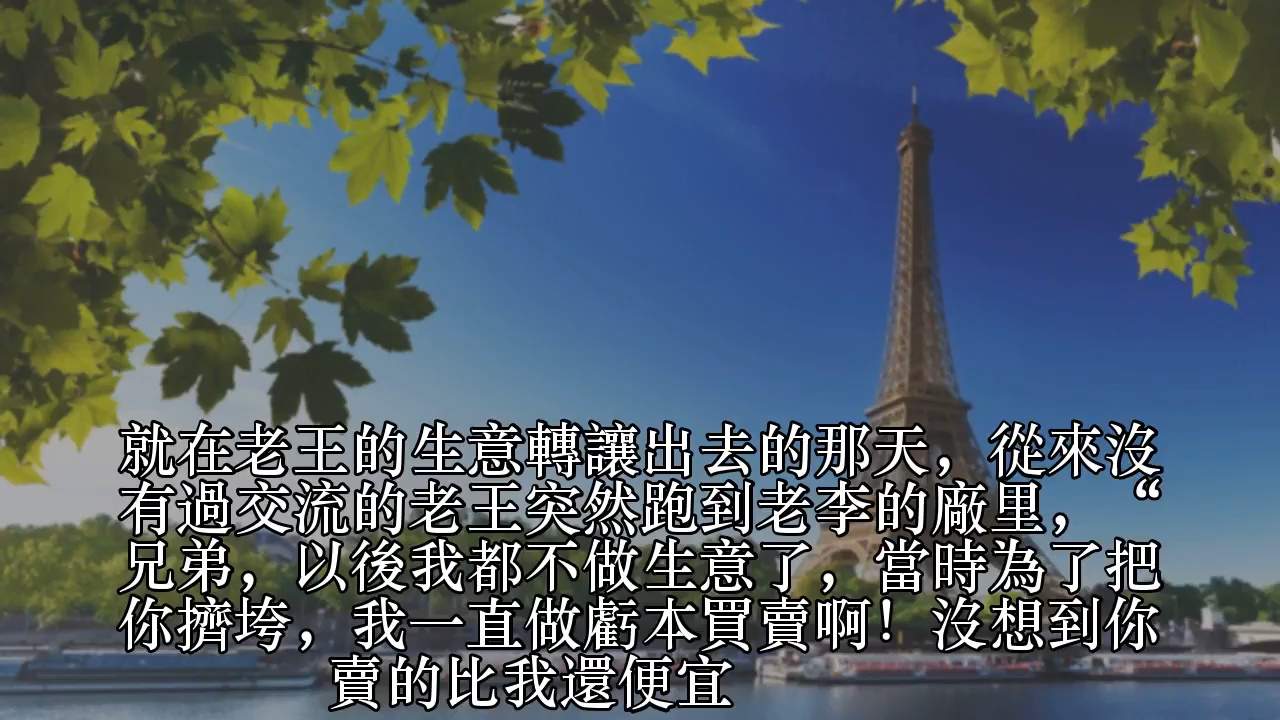 就在老王的生意轉讓出去的那天，從來沒
有過交流的老王突然跑到老李的廠里，“
兄弟，以後我都不做生意了，當時為了把
你擠垮，我一直做虧本買賣啊！沒想到你
賣的比我還便宜